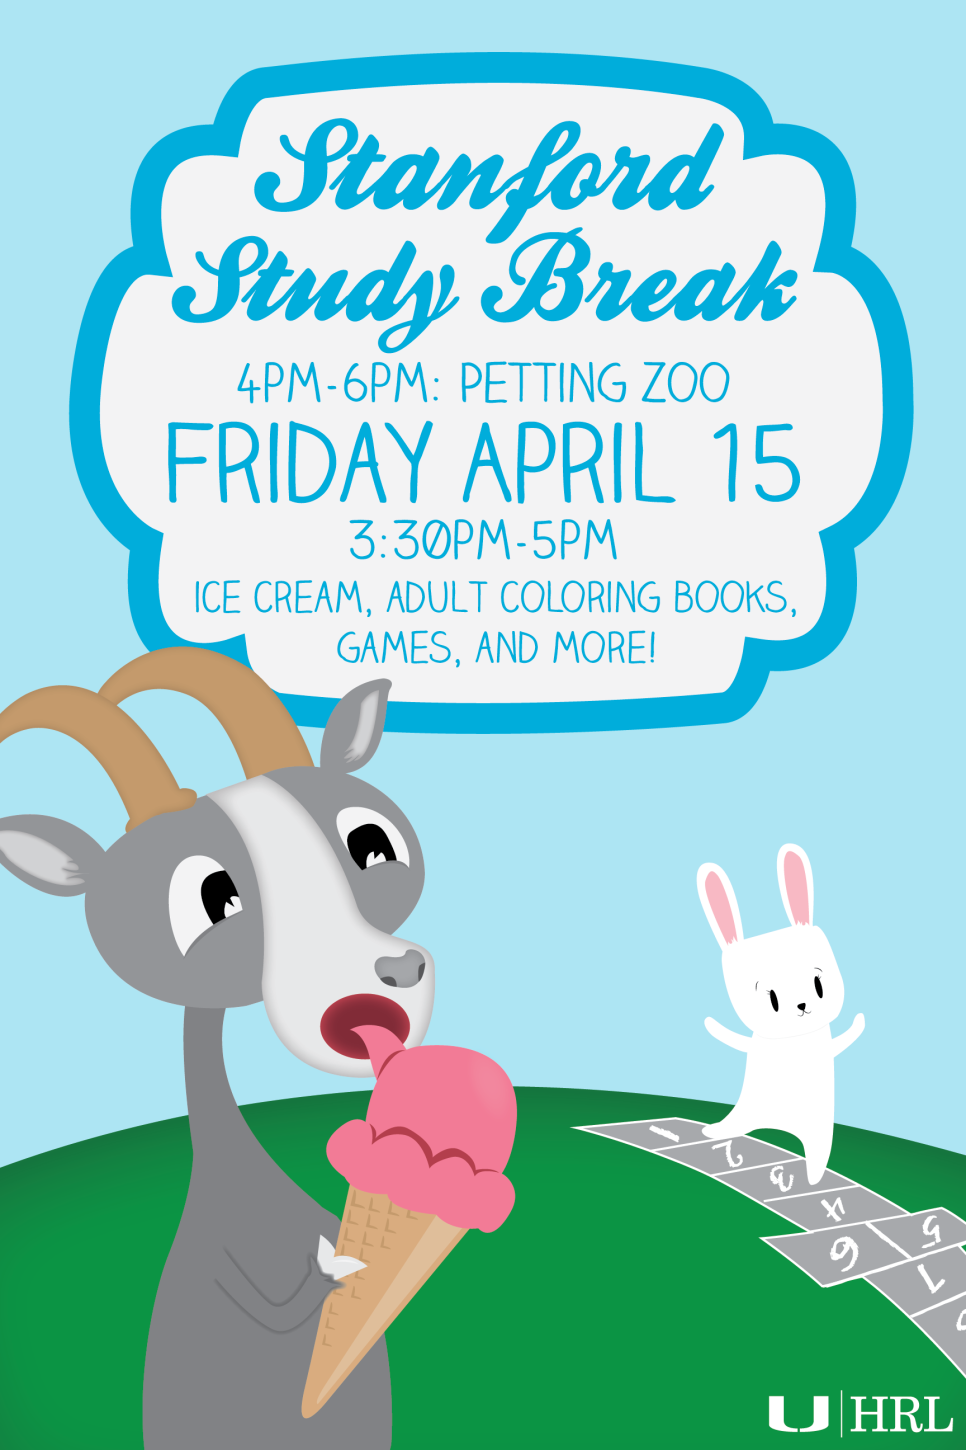 Stanford
Study Break
4PM-6PM: PETTING ZOO
FRIDAY APRIL 15
3:30PM-5PM
ICE CREAM, ADULT COLORING BOOKS,
GAMES, AND MORE!
1
2
3
4
6 5
7
U HRL